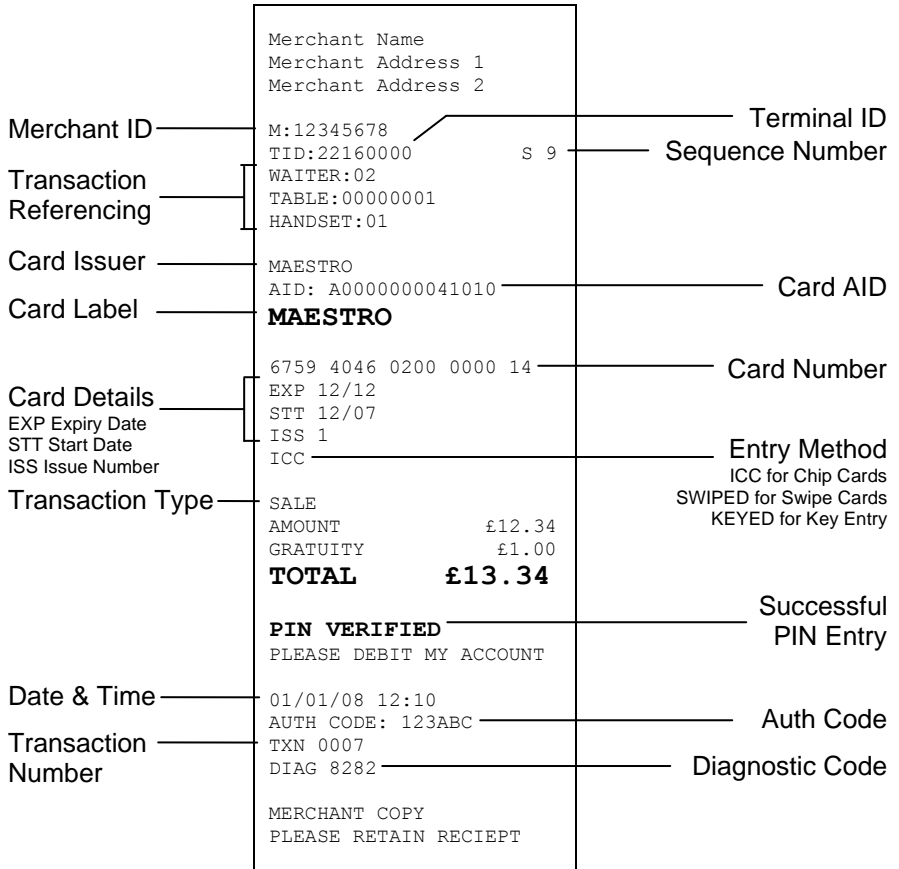 Merchant Name
Merchant Address 1
Merchant Address 2
Merchant ID
M:12345678
Terminal ID
TID:22160000 S 9
Sequence Number
Transaction
Referencing
WAITER:02
TABLE:00000001
HANDSET:01
Card Issuer
MAESTRO
AID: A0000000041010
Card AID
Card Label
MAESTRO
6759 4046 0200 0000 14
Card Number
Card Details
EXP Expiry Date
STT Start Date
ISS Issue Number
EXP 12/12
STT 12/07
ISS 1
ICC
Entry Method
ICC for Chip Cards
SWIPED for Swipe Cards
KEYED for Key Entry
Transaction Type
SALE
AMOUNT £12.34
GRATUITY £1.00
TOTAL £13.34
Successful
PIN Entry
PIN VERIFIED
PLEASE DEBIT MY ACCOUNT
Date & Time
01/01/08 12:10
AUTH CODE: 123ABC
Auth Code
Transaction
Number
TXN 0007
DIAG 8282
Diagnostic Code
MERCHANT COPY
PLEASE RETAIN RECIEPT